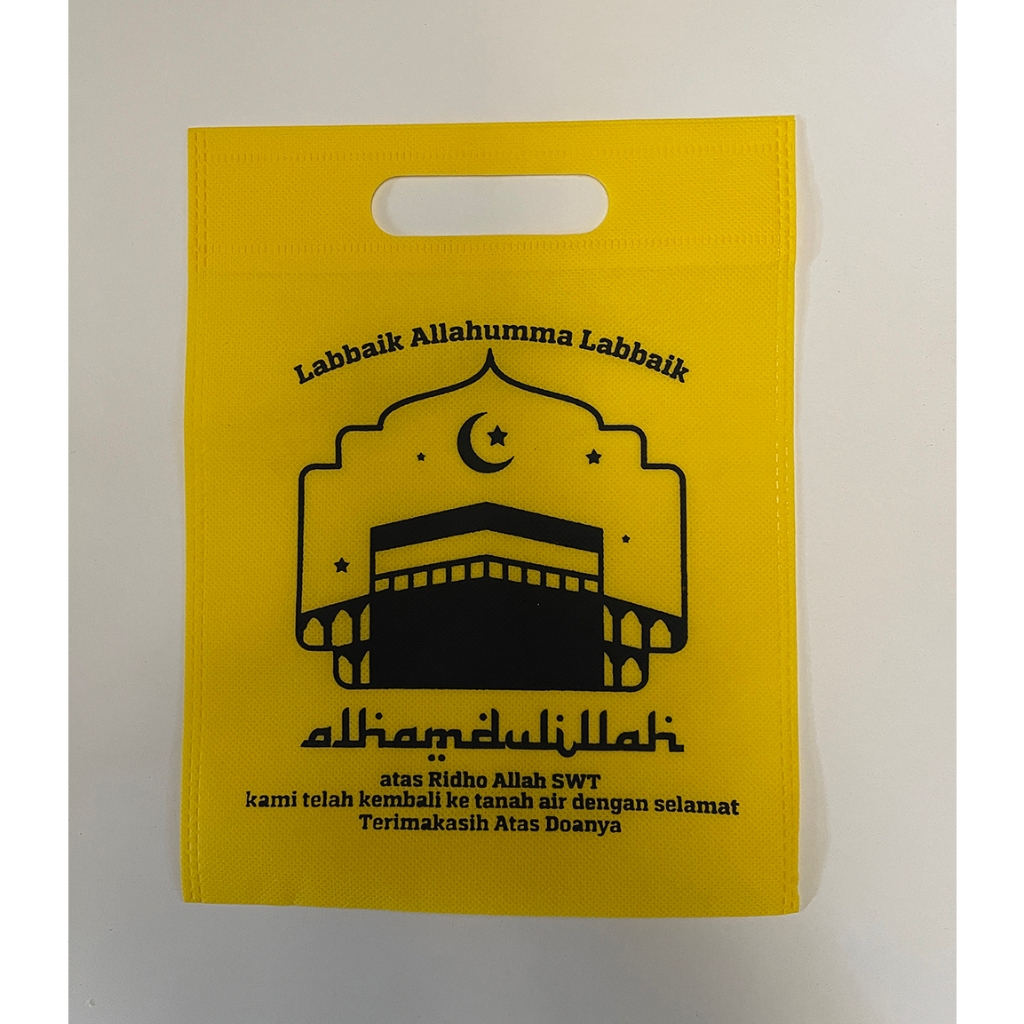 Labbaik Allahumma Labbaik
alhamdulillah
atas Ridho Allah SWT
kami telah kembali ke tanah air dengan selamat
Terimakasih Atas Doanya